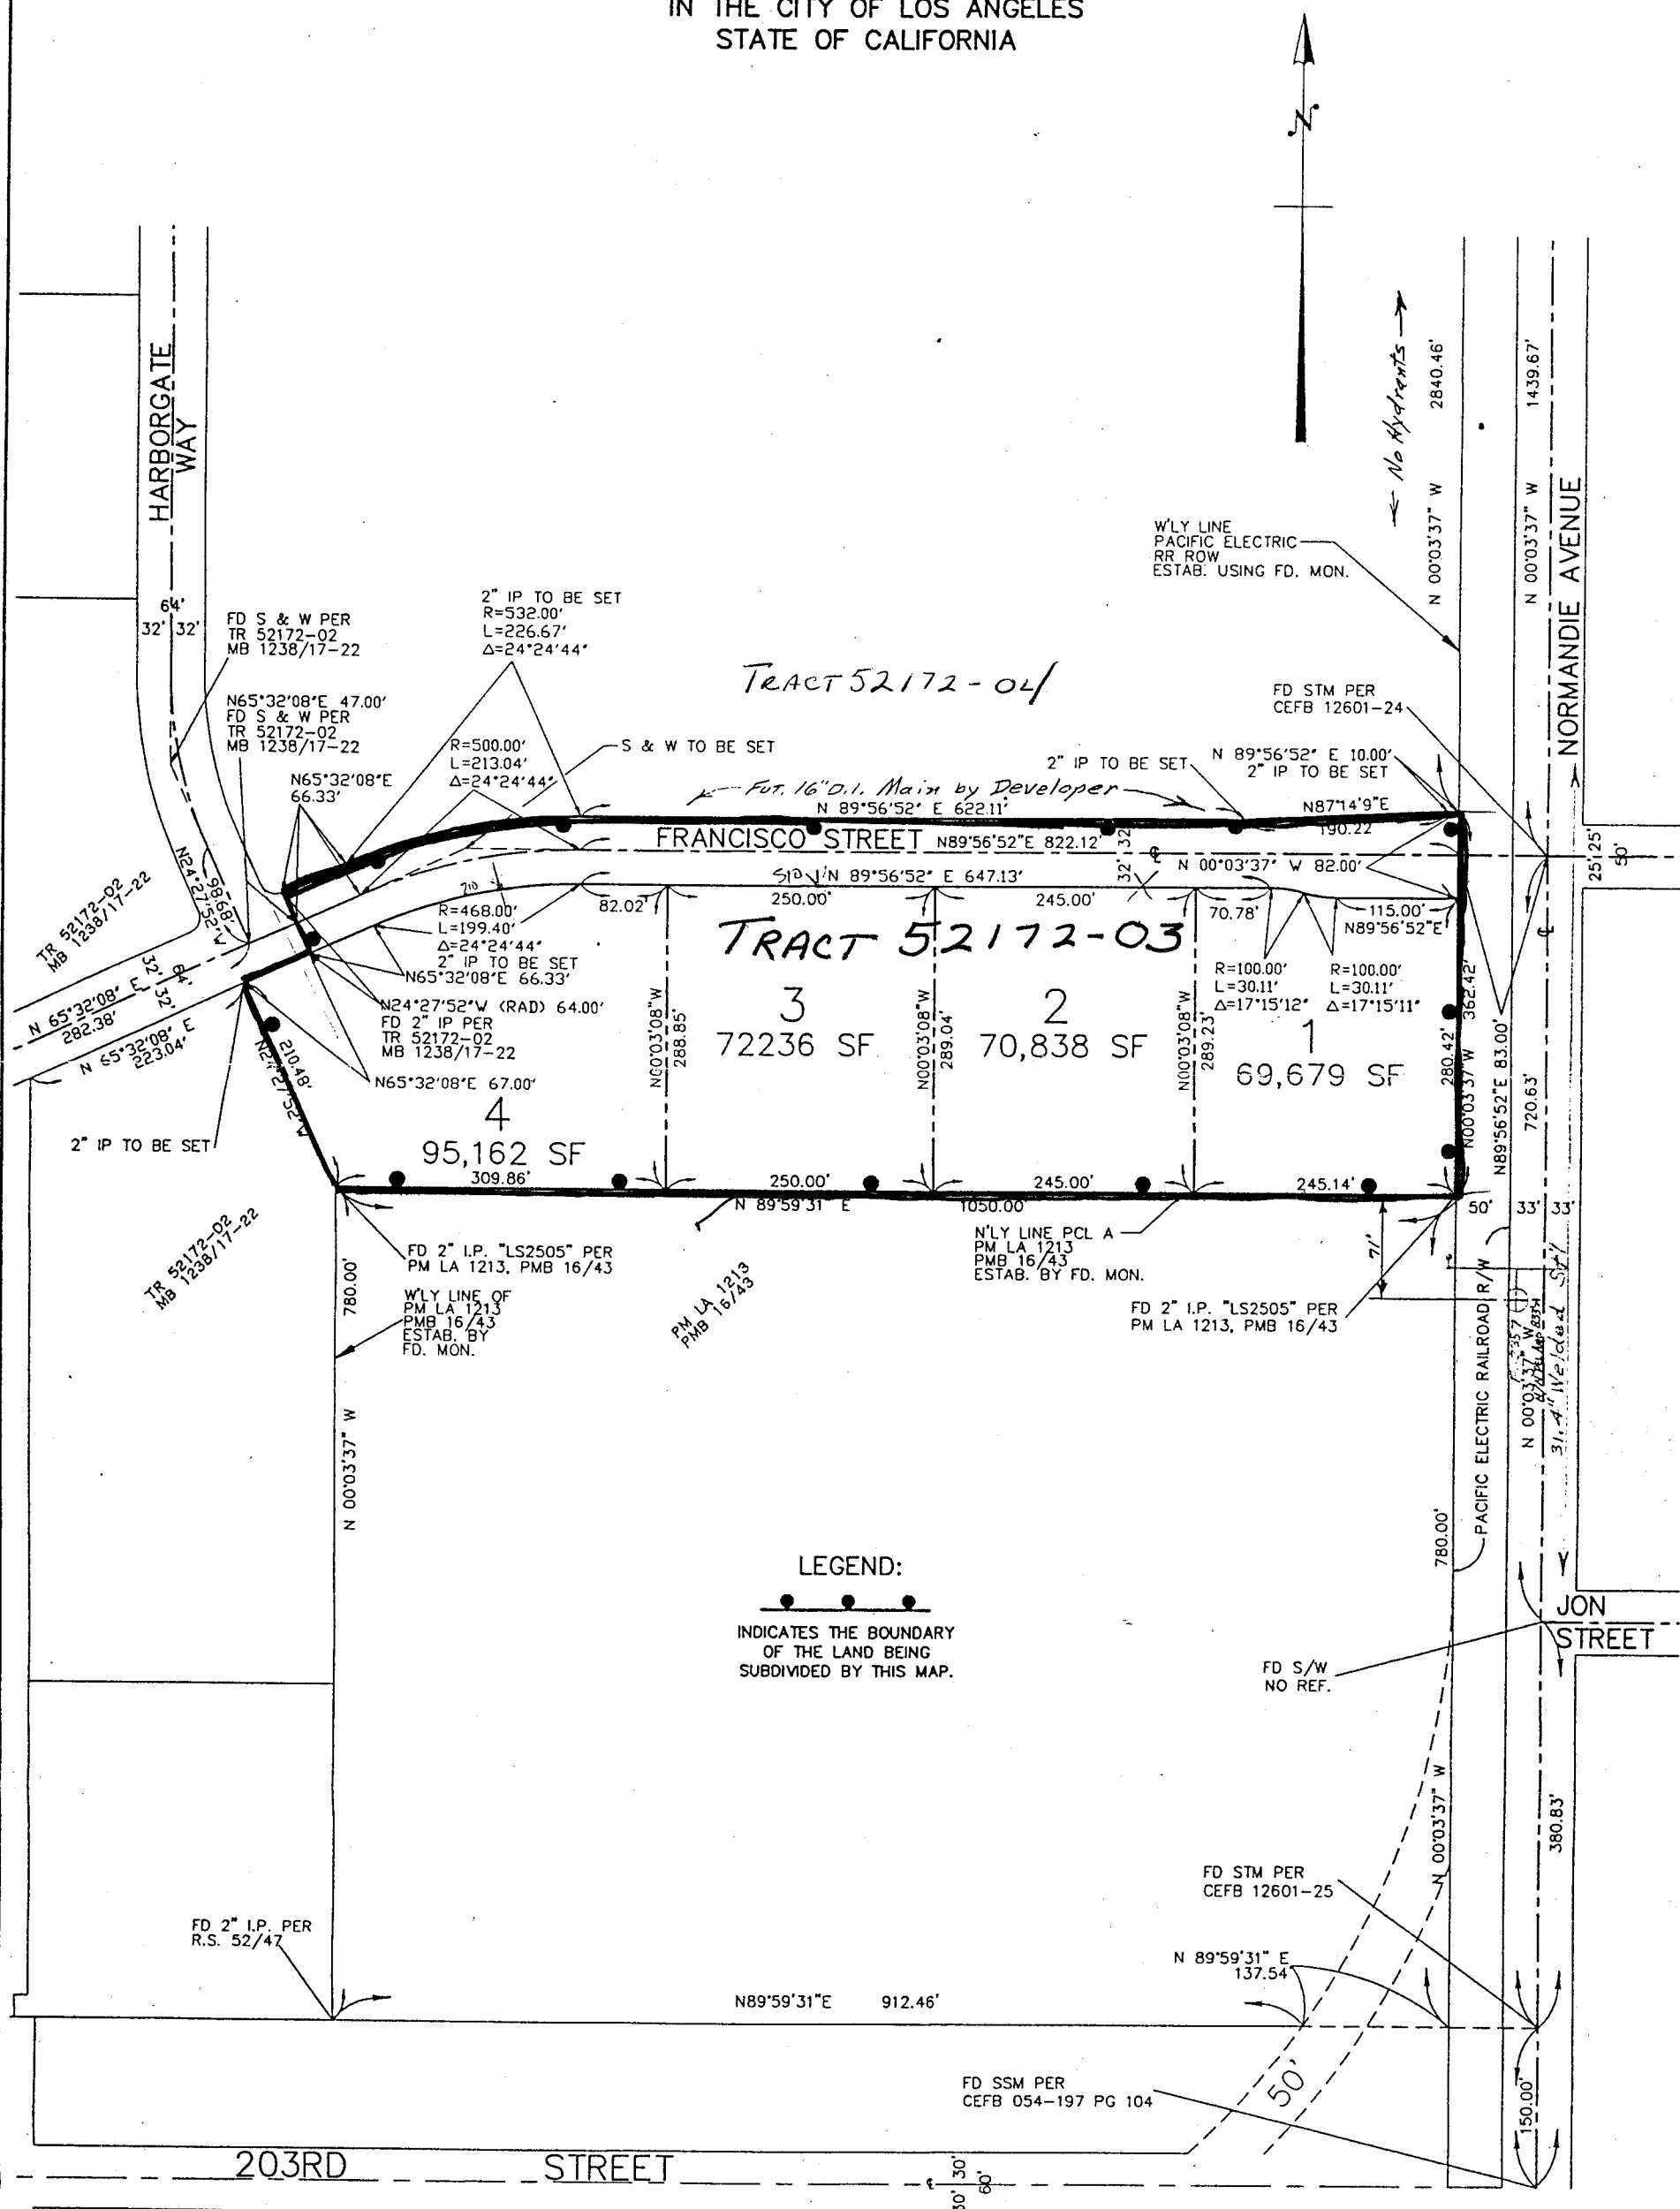 IN THE CITY OF LOS ANGELES
STATE OF CALIFORNIA
HARBORGATE
WAY
64'
32' 32'
FD S & W PER
TR 52172-02
MB 1238/17-22
2" IP TO BE SET
R=532.00'
L=226.67'
Δ=24°24'44"
TRACT 52172-04
← No Hydrants →
N 00°03'37" W 2840.46'
N 00°03'37" W 1439.67'
NORMANDIE AVENUE
W'LY LINE
PACIFIC ELECTRIC
RR ROW
ESTAB. USING FD. MON.
FD STM PER
CEFB 12601-24
N65°32'08"E 47.00'
FD S & W PER
TR 52172-02
MB 1238/17-22
N65°32'08"E
66.33'
R=500.00'
L=213.04'
Δ=24°24'44"
S & W TO BE SET
2" IP TO BE SET
N 89°56'52" E 10.00'
2" IP TO BE SET
Fut. 16" D.I. Main by Developer
N 89°56'52" E 622.11'
N87°14'9"E
190.22
FRANCISCO STREET N89°56'52"E 822.12'
32' 32'
N 00°03'37" W 82.00'
25' 25'
50'
N 89°56'52" E 647.13'
N24°27'52"W
98.68'
TR 52172-02
MB 1238/17-22
R=468.00'
L=199.40'
Δ=24°24'44"
2" IP TO BE SET
N65°32'08"E 66.33'
82.02'
250.00'
245.00'
70.78'
115.00'
N89°56'52"E
TRACT 52172-03
R=100.00'
L=30.11'
Δ=17°15'12"
R=100.00'
L=30.11'
Δ=17°15'11"
N24°27'52"W (RAD) 64.00'
FD 2" IP PER
TR 52172-02
MB 1238/17-22
N65°32'08"E 67.00'
N 65°32'08" E
282.38'
32' 32'
64'
N 65°32'08" E
223.04'
210.48'
N24°27'52"W
2" IP TO BE SET
N00°03'08"W
288.85'
3
72236 SF
N00°03'08"W
289.04'
2
70,838 SF
N00°03'08"W
289.23'
1
69,679 SF
4
95,162 SF
280.42'
N00°03'37"W 362.42'
N89°56'52"E 83.00'
720.63'
309.86'
250.00'
245.00'
245.14'
N 89°59'31" E 1050.00'
50' 33' 33'
71'
TR 52172-02
MB 1238/17-22
FD 2" I.P. "LS2505" PER
PM LA 1213, PMB 16/43
W'LY LINE OF
PM LA 1213
PMB 16/43
ESTAB. BY
FD. MON.
780.00'
N 00°03'37" W
PM LA 1213
PMB 16/43
N'LY LINE PCL A
PM LA 1213
PMB 16/43
ESTAB. BY FD. MON.
FD 2" I.P. "LS2505" PER
PM LA 1213, PMB 16/43
PACIFIC ELECTRIC RAILROAD R/W
N 00°03'37" W
31.4" Welded Stl
780.00'
LEGEND:
INDICATES THE BOUNDARY
OF THE LAND BEING
SUBDIVIDED BY THIS MAP.
JON
STREET
FD S/W
NO REF.
N 00°03'37" W
380.83'
FD STM PER
CEFB 12601-25
FD 2" I.P. PER
R.S. 52/47
N 89°59'31" E
137.54'
N89°59'31"E 912.46'
FD SSM PER
CEFB 054-197 PG 104
50'
150.00'
203RD STREET
30' 30'
60'